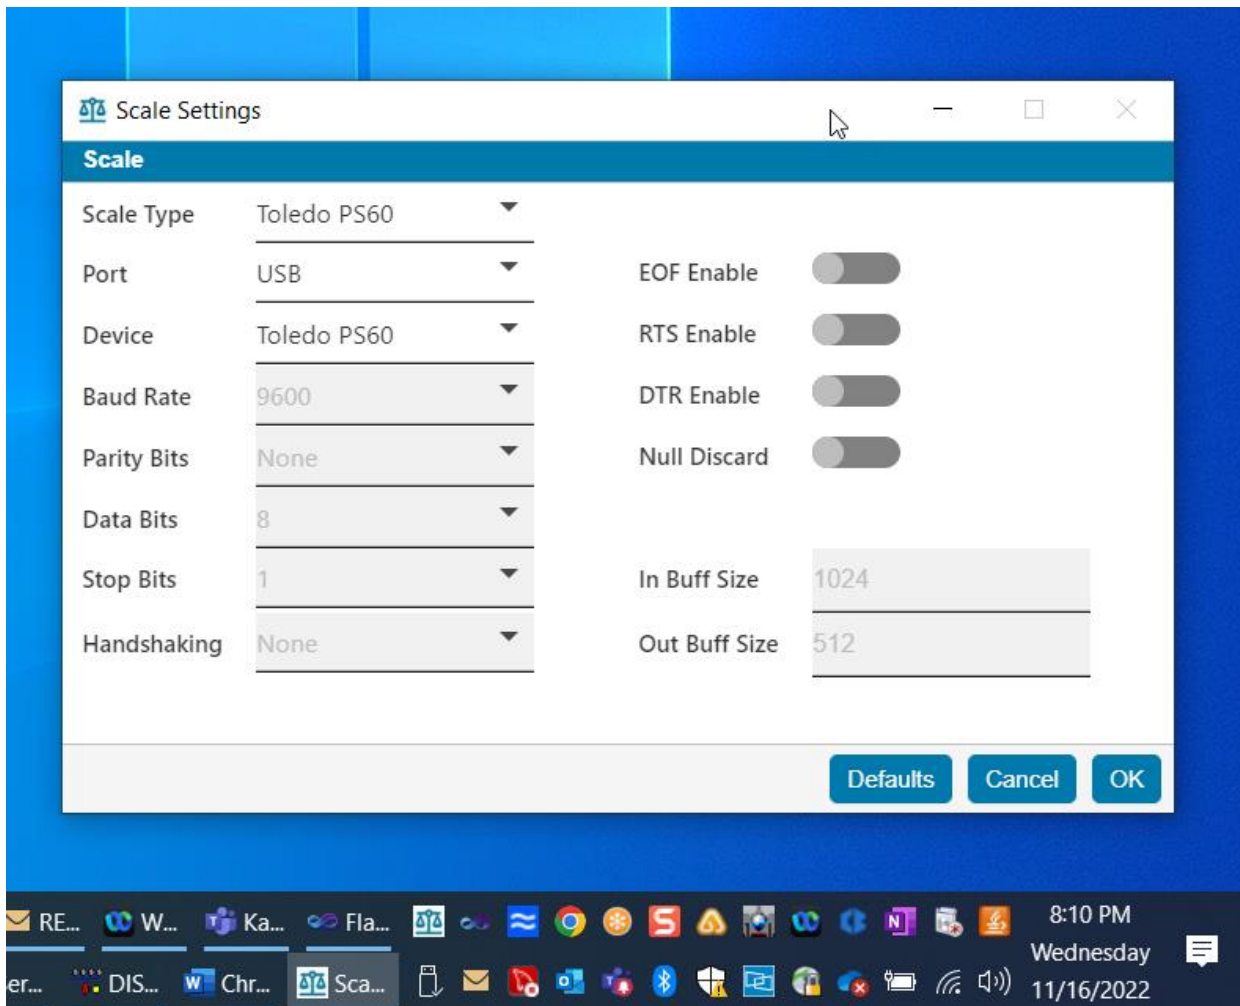 Scale Settings
Scale
Scale Type Toledo PS60
Port USB EOF Enable
Device Toledo PS60 RTS Enable
Baud Rate 9600 DTR Enable
Parity Bits None Null Discard
Data Bits 8
Stop Bits 1 In Buff Size 1024
Handshaking None Out Buff Size 512
Defaults Cancel OK
RE... W... Ka... Fla... S N 8:10 PM
Wednesday
er... DIS... W Chr... Sca... 11/16/2022